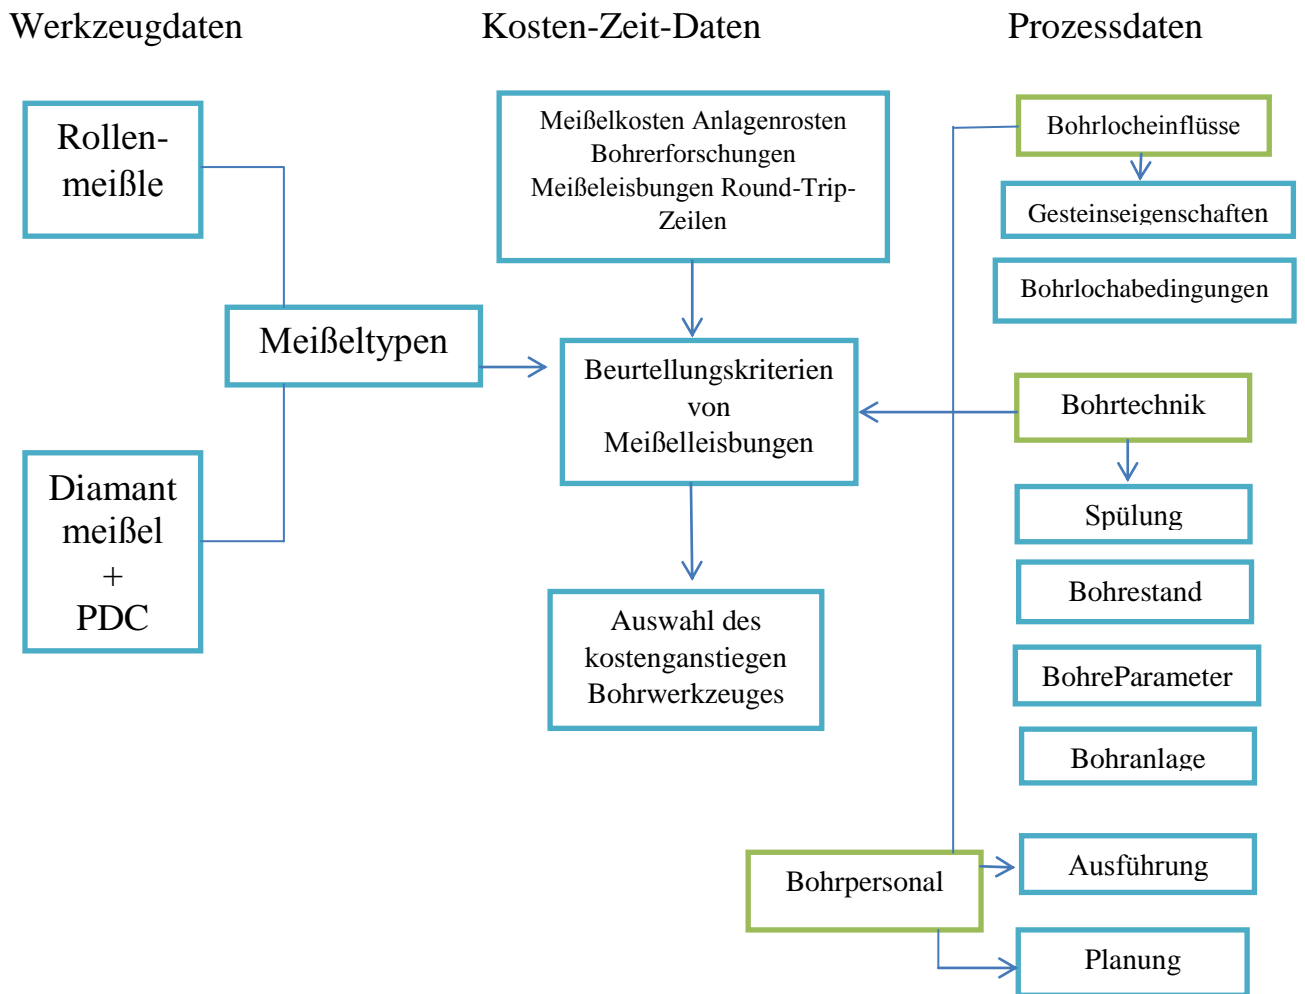 Werkzeugdaten
Kosten-Zeit-Daten
Prozessdaten
Rollen-
meißle
Diamant
meißel
+
PDC
Meißeltypen
Meißelkosten Anlagenrosten
Bohrerforschungen
Meißeleisbungen Round-Trip-
Zeilen
Beurtellungskriterien
von
Meißelleisbungen
Auswahl des
kostenganstiegen
Bohrwerkzeuges
Bohrlocheinflüsse
Gesteinseigenschaften
Bohrlochabedingungen
Bohrtechnik
Spülung
Bohrestand
BohreParameter
Bohranlage
Bohrpersonal
Ausführung
Planung